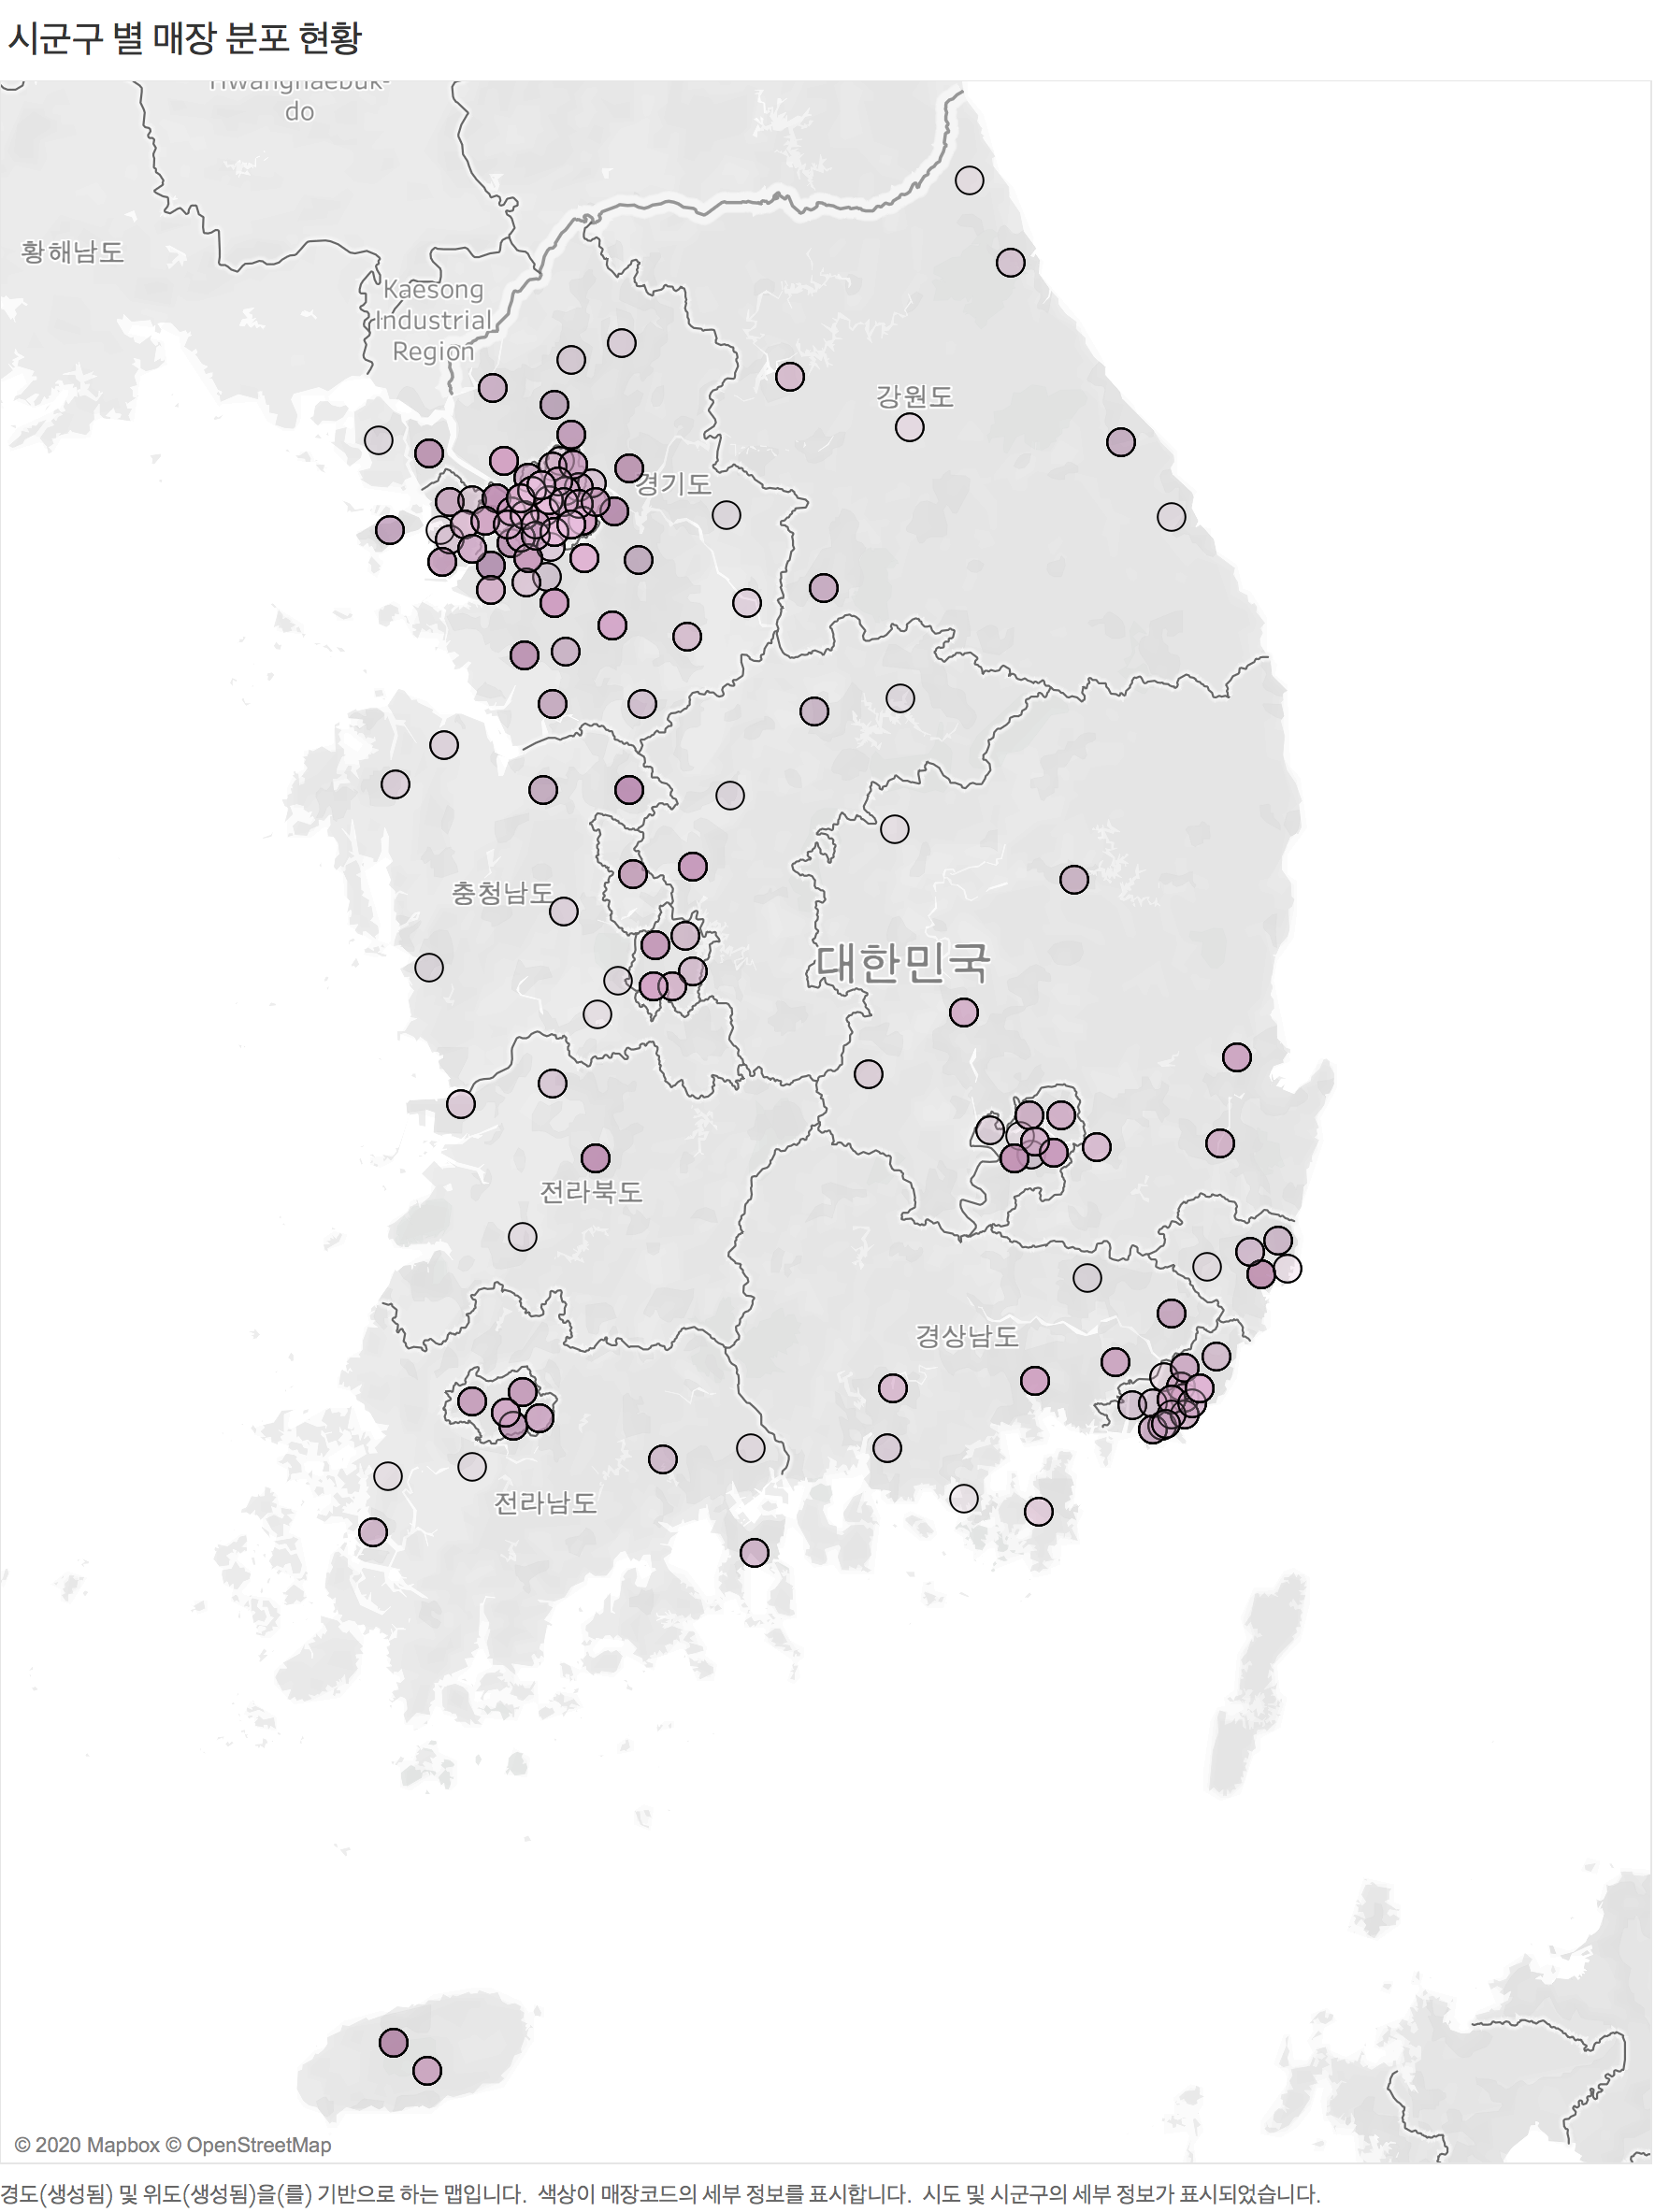 시군구 별 매장 분포 현황
Hwanghaebuk-
do
황해남도
Kaesong
Industrial
Region
강원도
경기도
충청남도
대한민국
전라북도
경상남도
전라남도
© 2020 Mapbox © OpenStreetMap
경도(생성됨) 및 위도(생성됨)을(를) 기반으로 하는 맵입니다. 색상이 매장코드의 세부 정보를 표시합니다. 시도 및 시군구의 세부 정보가 표시되었습니다.